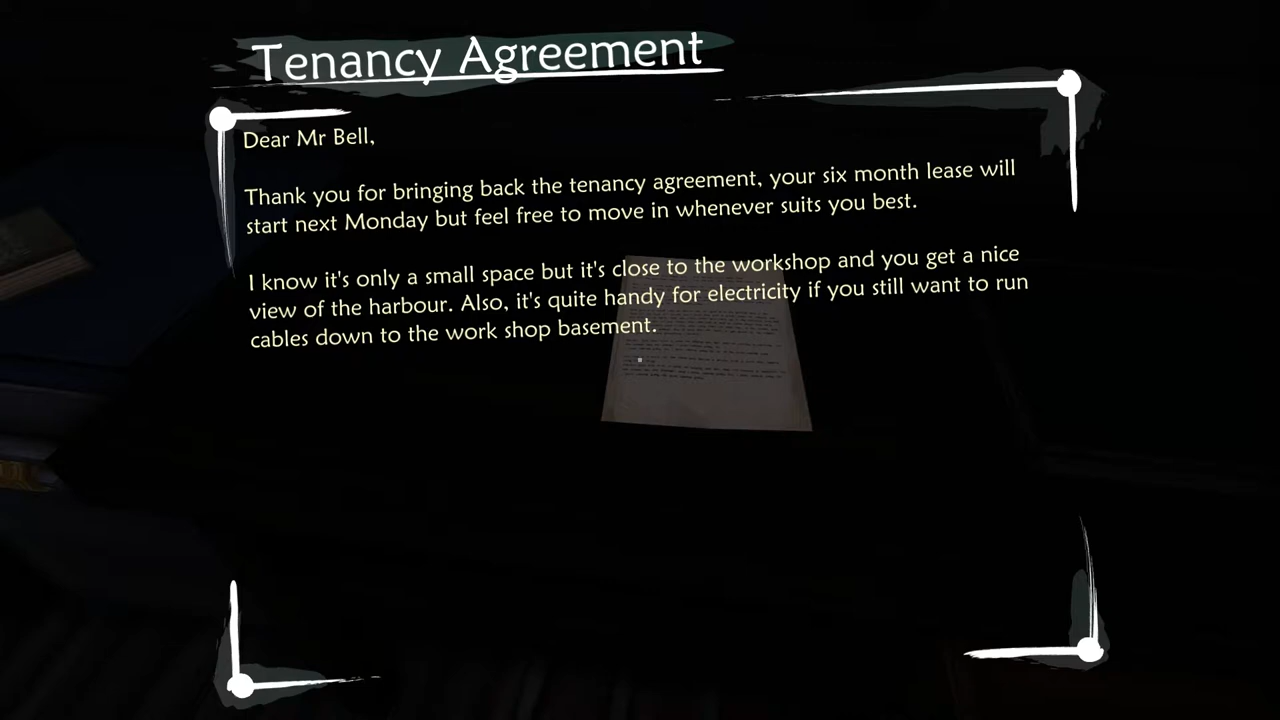 Tenancy Agreement
Dear Mr Bell,
Thank you for bringing back the tenancy agreement, your six month lease will
start next Monday but feel free to move in whenever suits you best.
I know it's only a small space but it's close to the workshop and you get a nice
view of the harbour. Also, it's quite handy for electricity if you still want to run
cables down to the work shop basement.